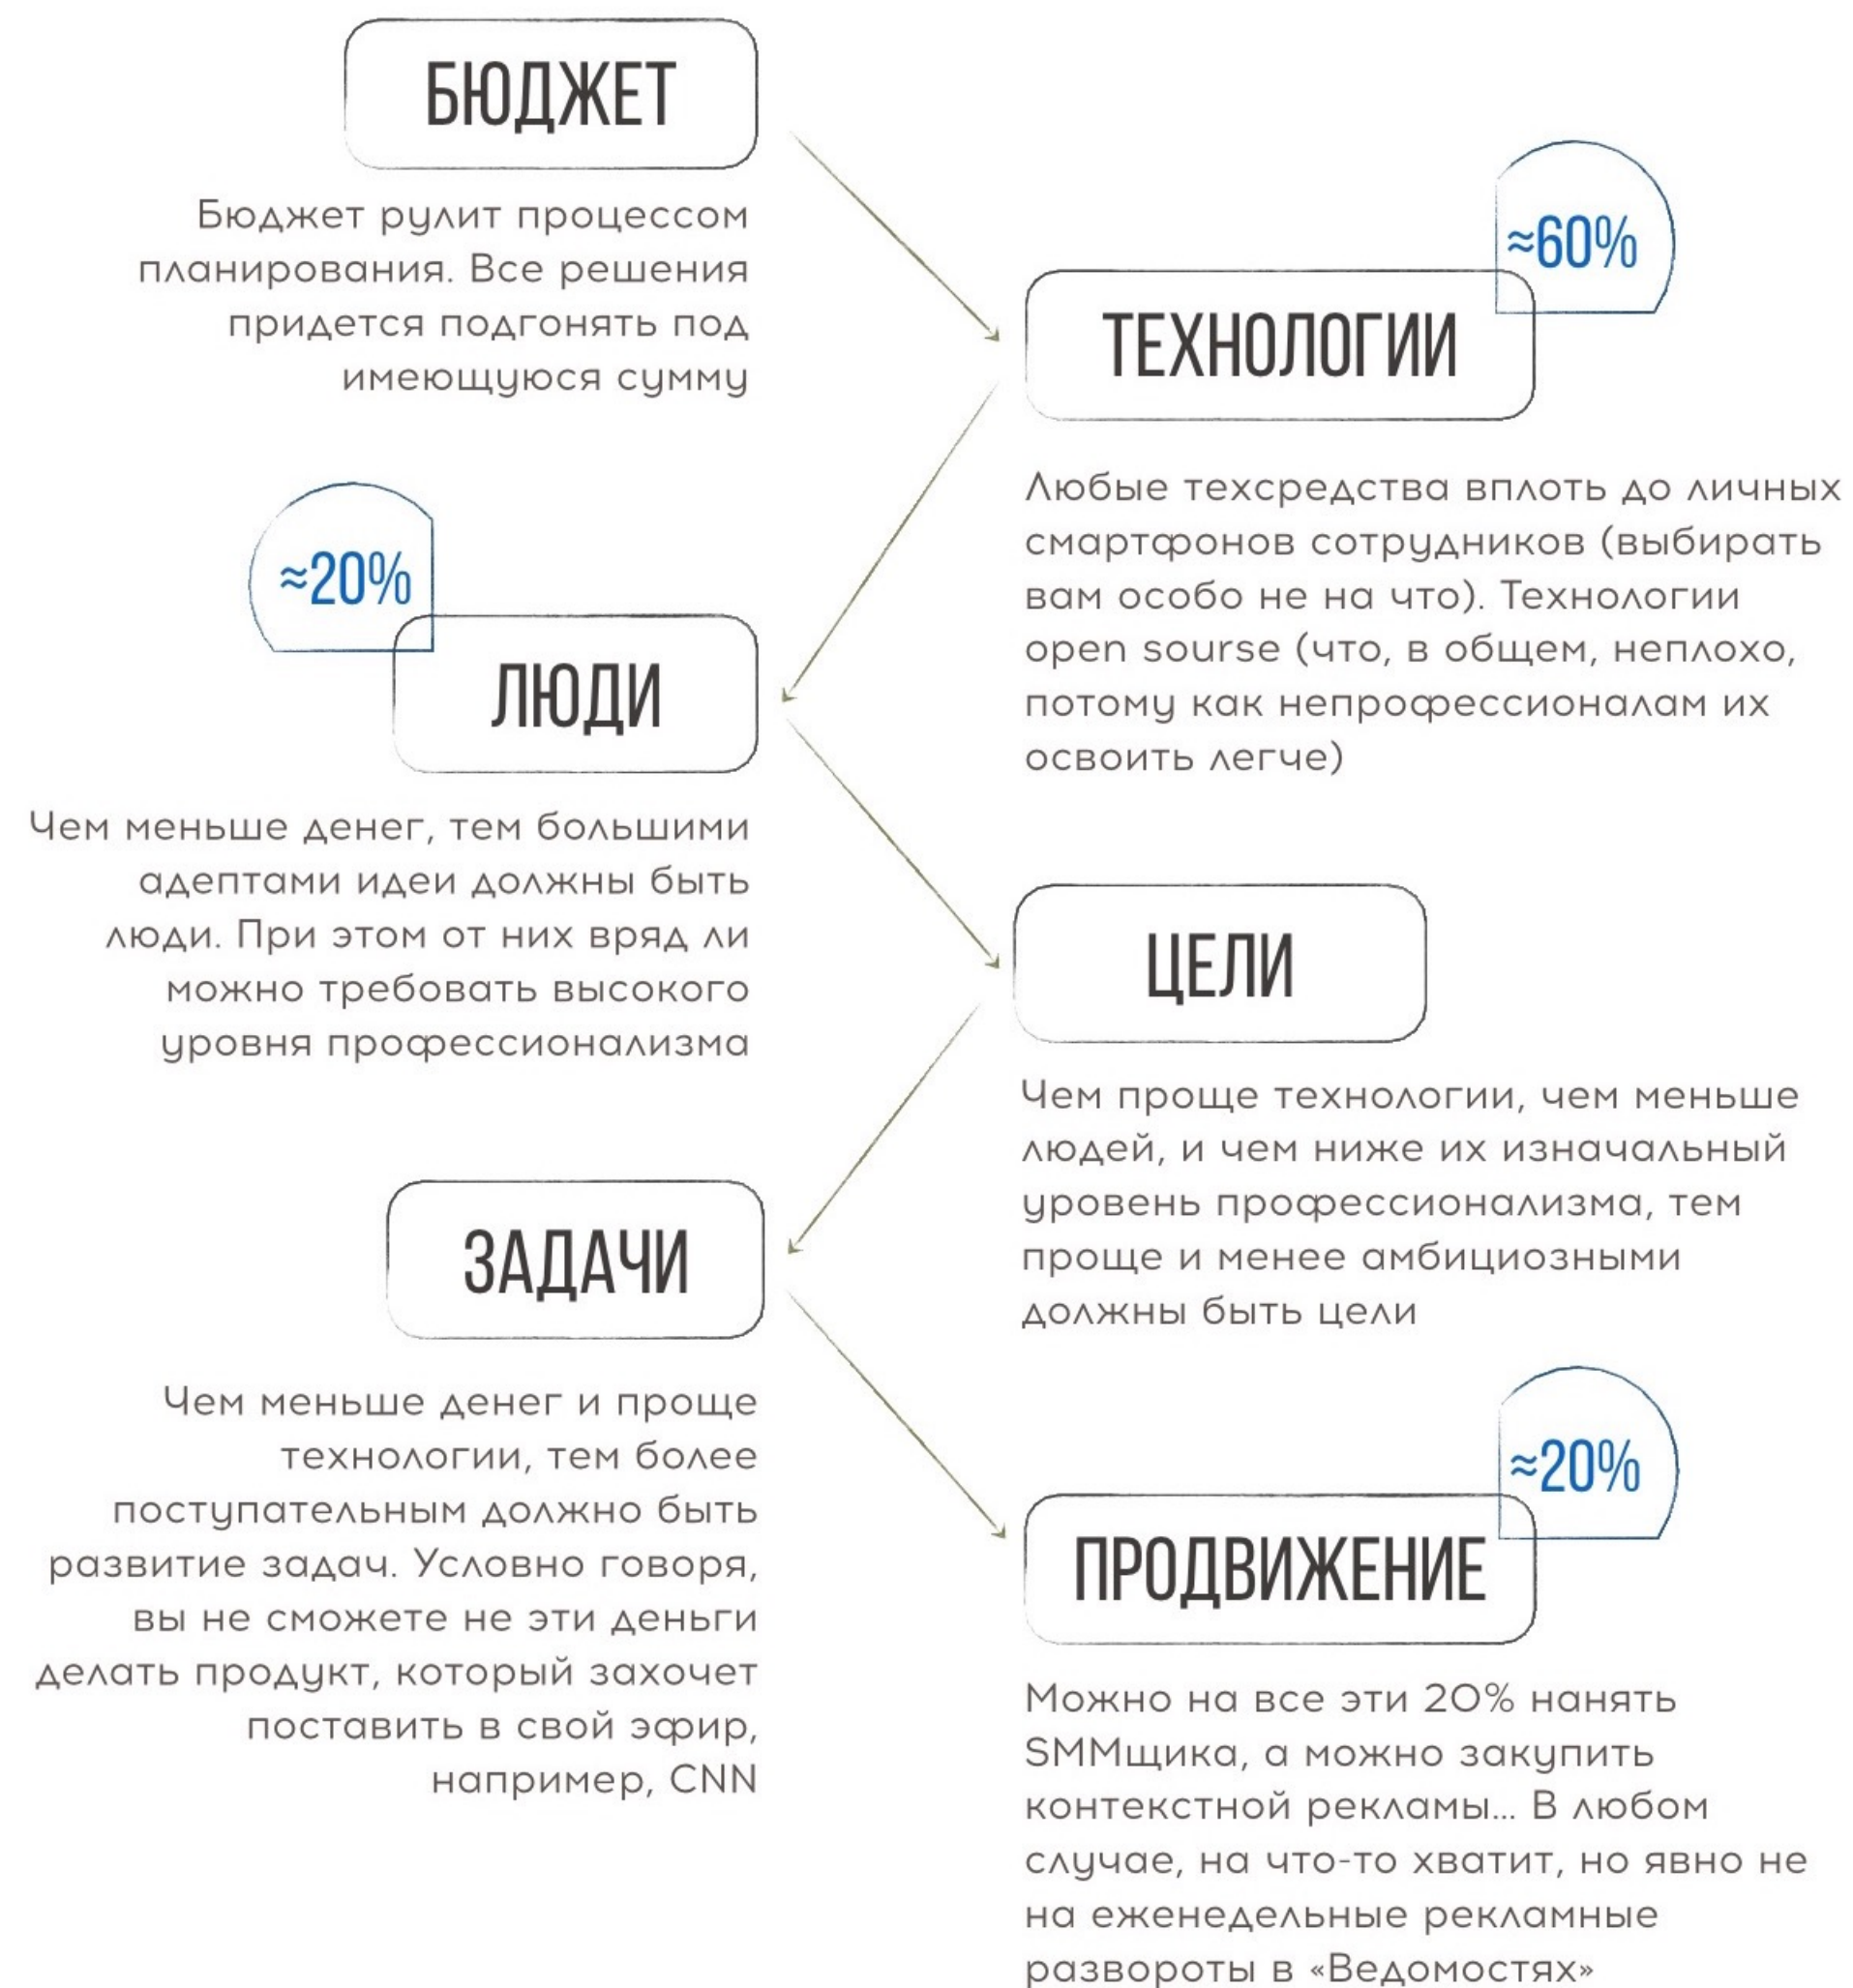 БЮДЖЕТ
Бюджет рулит процессом
планирования. Все решения
придется подгонять под
имеющуюся сумму
≈60%
ТЕХНОЛОГИИ
Любые техсредства вплоть до личных
смартфонов сотрудников (выбирать
вам особо не на что). Технологии
open sourse (что, в общем, неплохо,
потому как непрофессионалам их
освоить легче)
≈20%
ЛЮДИ
Чем меньше денег, тем большими
адептами идеи должны быть
люди. При этом от них вряд ли
можно требовать высокого
уровня профессионализма
ЦЕЛИ
Чем проще технологии, чем меньше
людей, и чем ниже их изначальный
уровень профессионализма, тем
проще и менее амбициозными
должны быть цели
ЗАДАЧИ
Чем меньше денег и проще
технологии, тем более
поступательным должно быть
развитие задач. Условно говоря,
вы не сможете не эти деньги
делать продукт, который захочет
поставить в свой эфир,
например, CNN
≈20%
ПРОДВИЖЕНИЕ
Можно на все эти 20% нанять
SMMщика, а можно закупить
контекстной рекламы... В любом
случае, на что-то хватит, но явно не
на еженедельные рекламные
развороты в «Ведомостях»